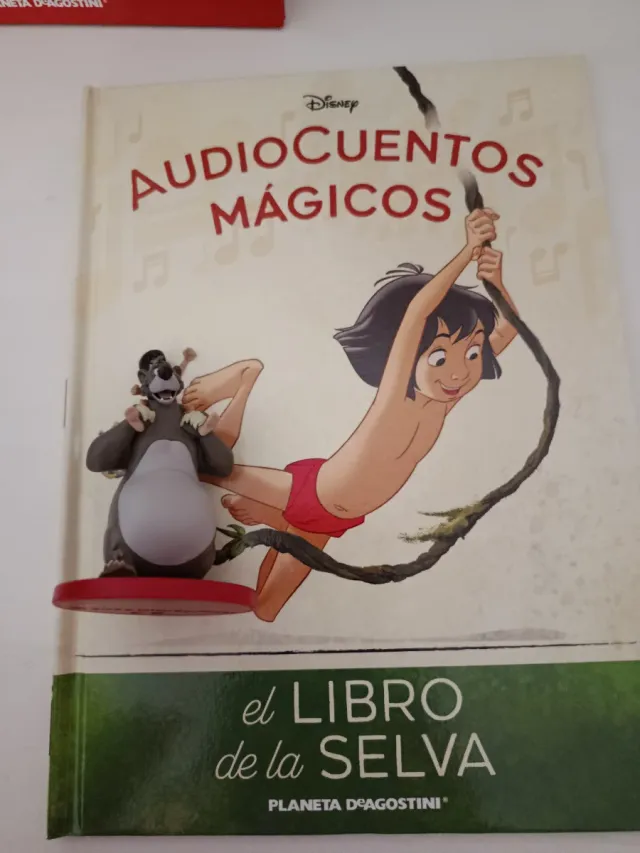 PLANETA DeAGOSTINI®
Disney
AUDIOCUENTOS
MÁGICOS
el LIBRO
de la SELVA
PLANETA DeAGOSTINI®